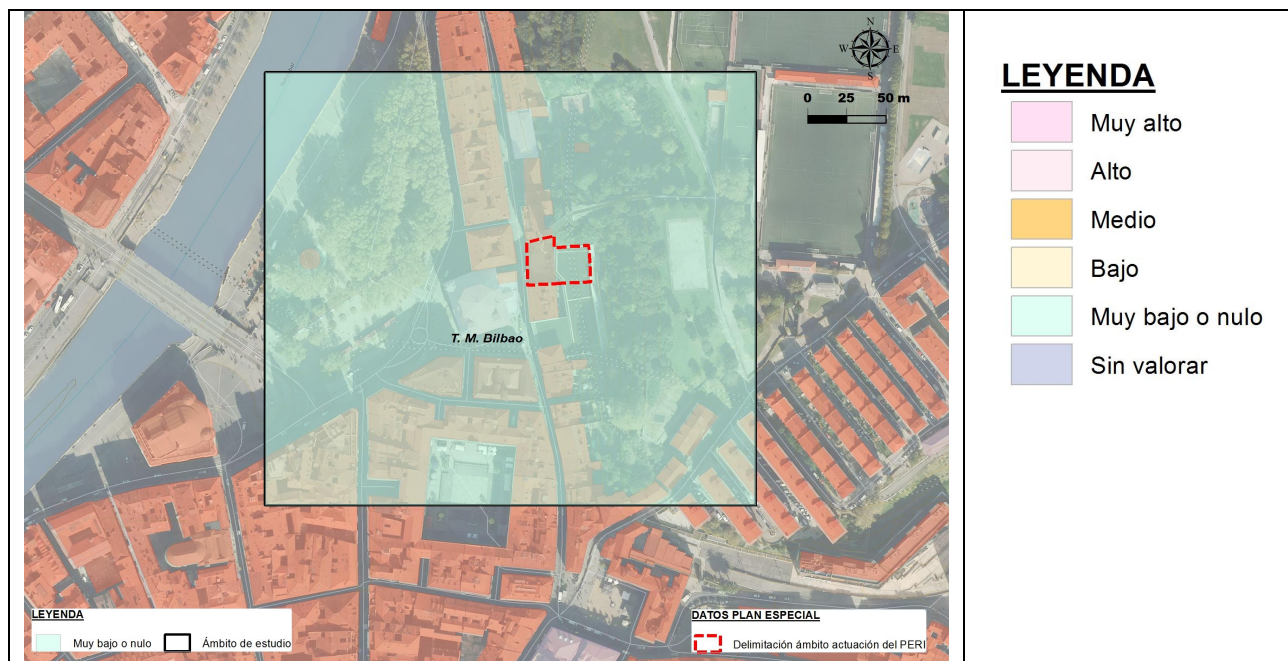 N
W E
S
0 25 50 m
T. M. Bilbao
LEYENDA
Muy bajo o nulo Ámbito de estudio
DATOS PLAN ESPECIAL
Delimitación ámbito actuación del PERI
LEYENDA
Muy alto
Alto
Medio
Bajo
Muy bajo o nulo
Sin valorar